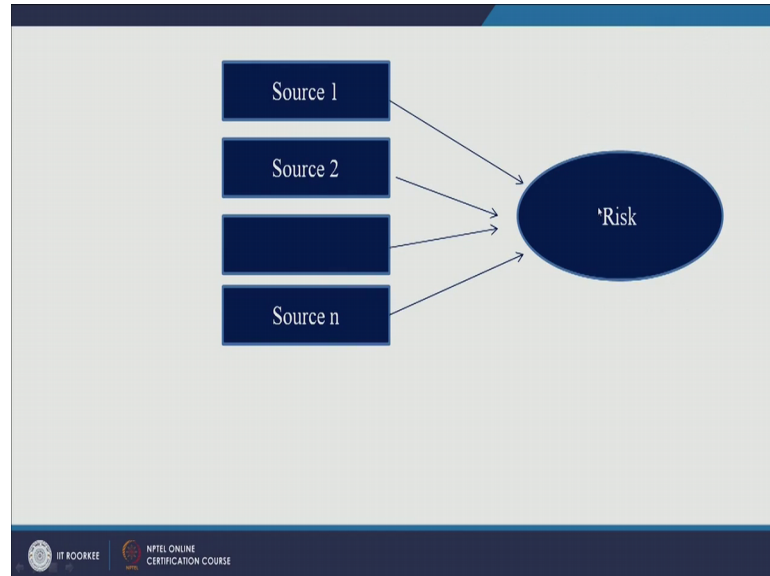 Source 1
Source 2
Risk
Source n
IIT ROORKEE
NPTEL ONLINE
CERTIFICATION COURSE